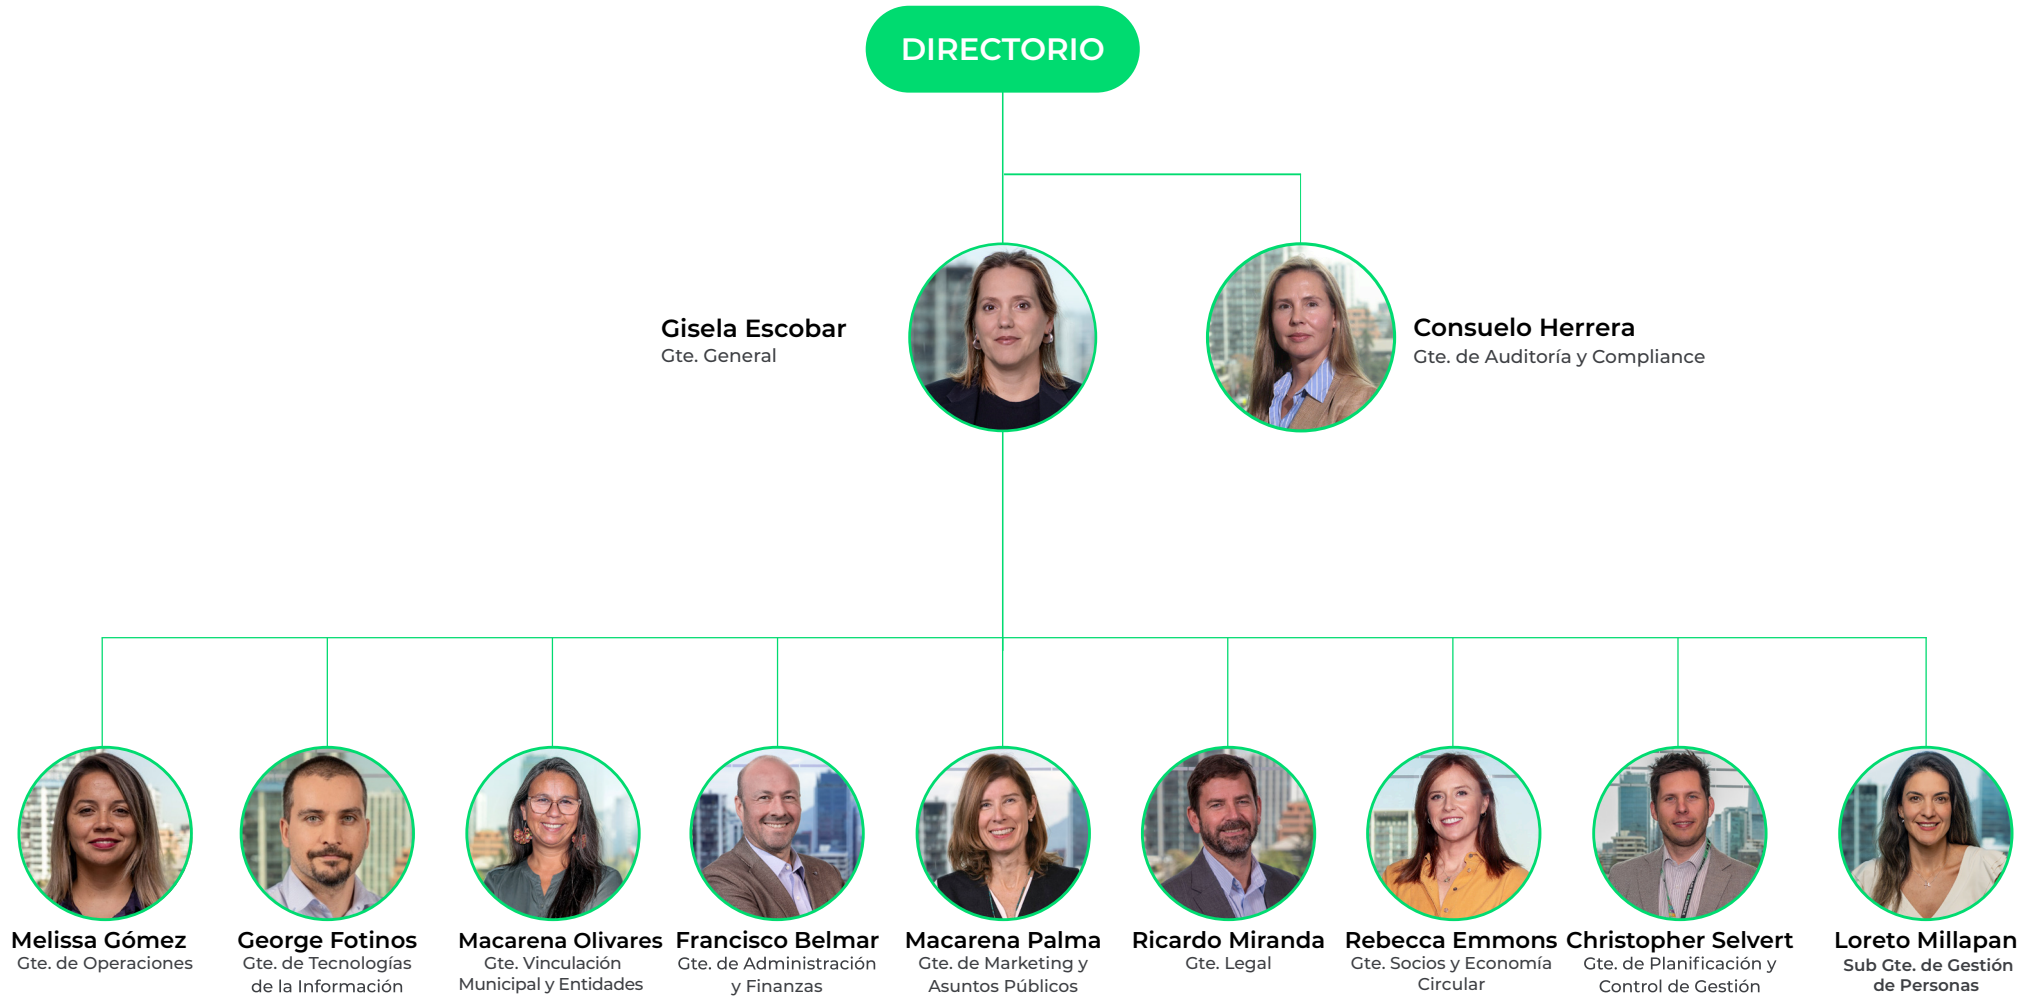 DIRECTORIO
Gisela Escobar
Gte. General
Consuelo Herrera
Gte. de Auditoría y Compliance
Melissa Gómez
Gte. de Operaciones
George Fotinos
Gte. de Tecnologías
de la Información
Macarena Olivares
Gte. Vinculación
Municipal y Entidades
Francisco Belmar
Gte. de Administración
y Finanzas
Macarena Palma
Gte. de Marketing y
Asuntos Públicos
Ricardo Miranda
Gte. Legal
Rebecca Emmons
Gte. Socios y Economía
Circular
Christopher Selvert
Gte. de Planificación y
Control de Gestión
Loreto Millapan
Sub Gte. de Gestión
de Personas